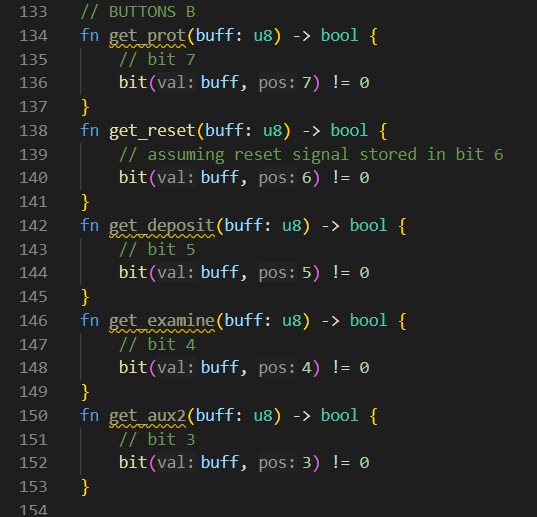 133 // BUTTONS B
134 fn get_prot(buff: u8) -> bool {
135 // bit 7
136 bit(val: buff, pos: 7) != 0
137 }
138 fn get_reset(buff: u8) -> bool {
139 // assuming reset signal stored in bit 6
140 bit(val: buff, pos: 6) != 0
141 }
142 fn get_deposit(buff: u8) -> bool {
143 // bit 5
144 bit(val: buff, pos: 5) != 0
145 }
146 fn get_examine(buff: u8) -> bool {
147 // bit 4
148 bit(val: buff, pos: 4) != 0
149 }
150 fn get_aux2(buff: u8) -> bool {
151 // bit 3
152 bit(val: buff, pos: 3) != 0
153 }
154